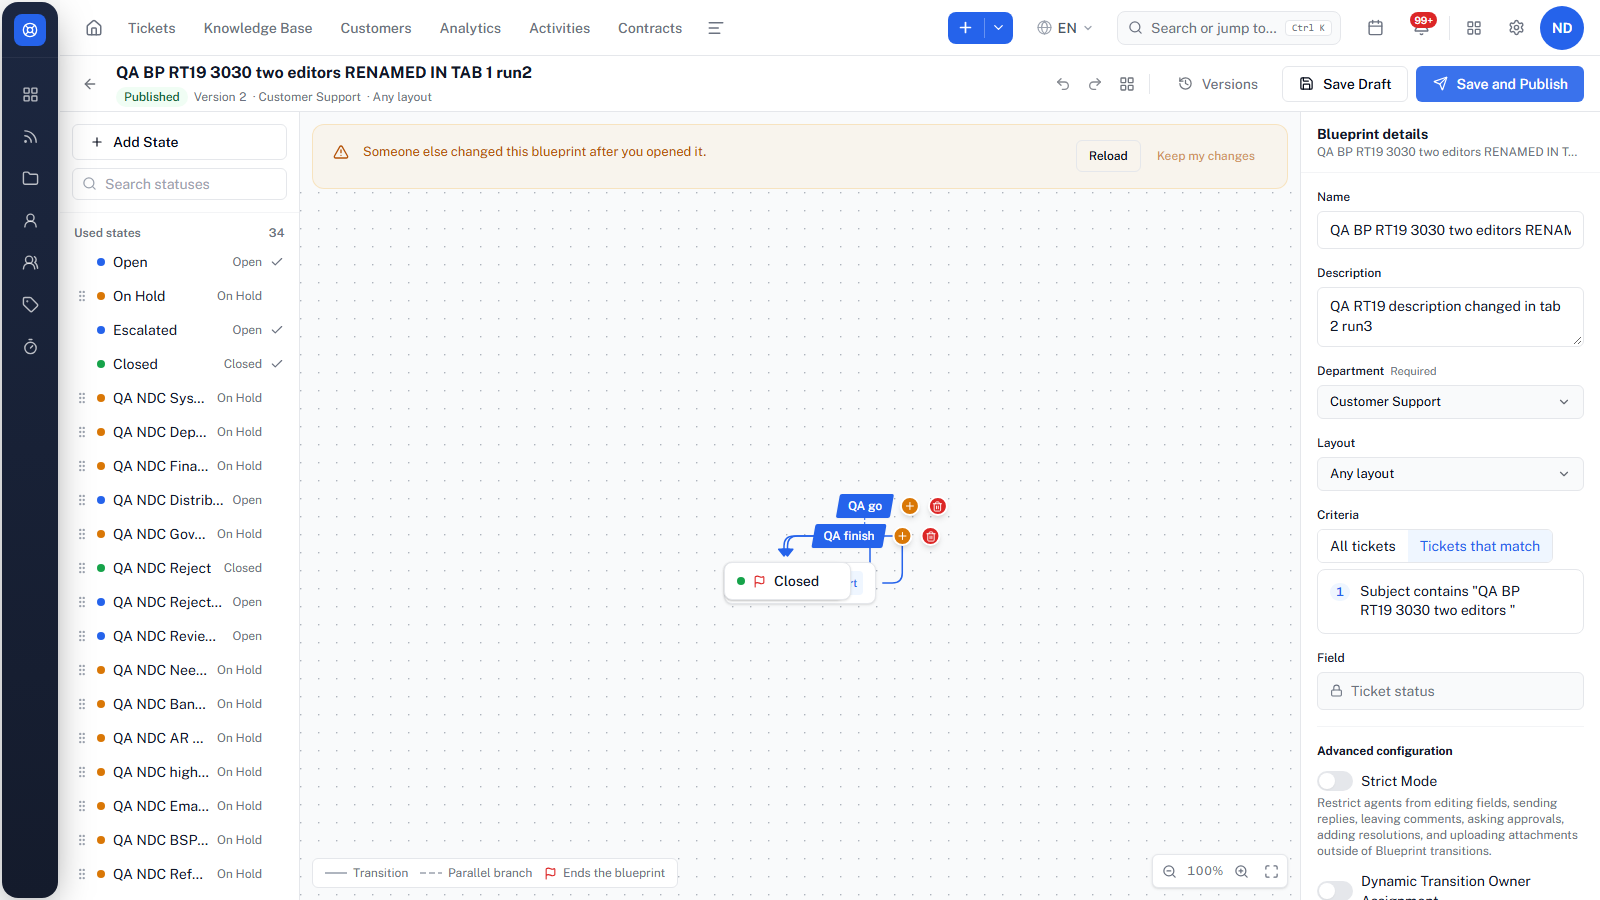 Tickets
Knowledge Base
Customers
Analytics
Activities
Contracts
EN
Search or jump to...
Ctrl K
99+
ND
QA BP RT19 3030 two editors RENAMED IN TAB 1 run2
Published
Version 2 · Customer Support · Any layout
Versions
Save Draft
Save and Publish
Add State
Search statuses
Used states 34
Open Open
On Hold On Hold
Escalated Open
Closed Closed
QA NDC Sys... On Hold
QA NDC Dep... On Hold
QA NDC Fina... On Hold
QA NDC Distrib... Open
QA NDC Gov... On Hold
QA NDC Reject Closed
QA NDC Reject... Open
QA NDC Revie... Open
QA NDC Nee... On Hold
QA NDC Ban... On Hold
QA NDC AR ... On Hold
QA NDC high... On Hold
QA NDC Ema... On Hold
QA NDC BSP... On Hold
QA NDC Ref... On Hold
Someone else changed this blueprint after you opened it.
Reload
Keep my changes
QA go
QA finish
Closed
Transition
Parallel branch
Ends the blueprint
100%
Blueprint details
QA BP RT19 3030 two editors RENAMED IN T...
Name
QA BP RT19 3030 two editors RENAM
Description
QA RT19 description changed in tab
2 run3
Department Required
Customer Support
Layout
Any layout
Criteria
All tickets
Tickets that match
1 Subject contains "QA BP
RT19 3030 two editors "
Field
Ticket status
Advanced configuration
Strict Mode
Restrict agents from editing fields, sending
replies, leaving comments, asking approvals,
adding resolutions, and uploading attachments
outside of Blueprint transitions.
Dynamic Transition Owner